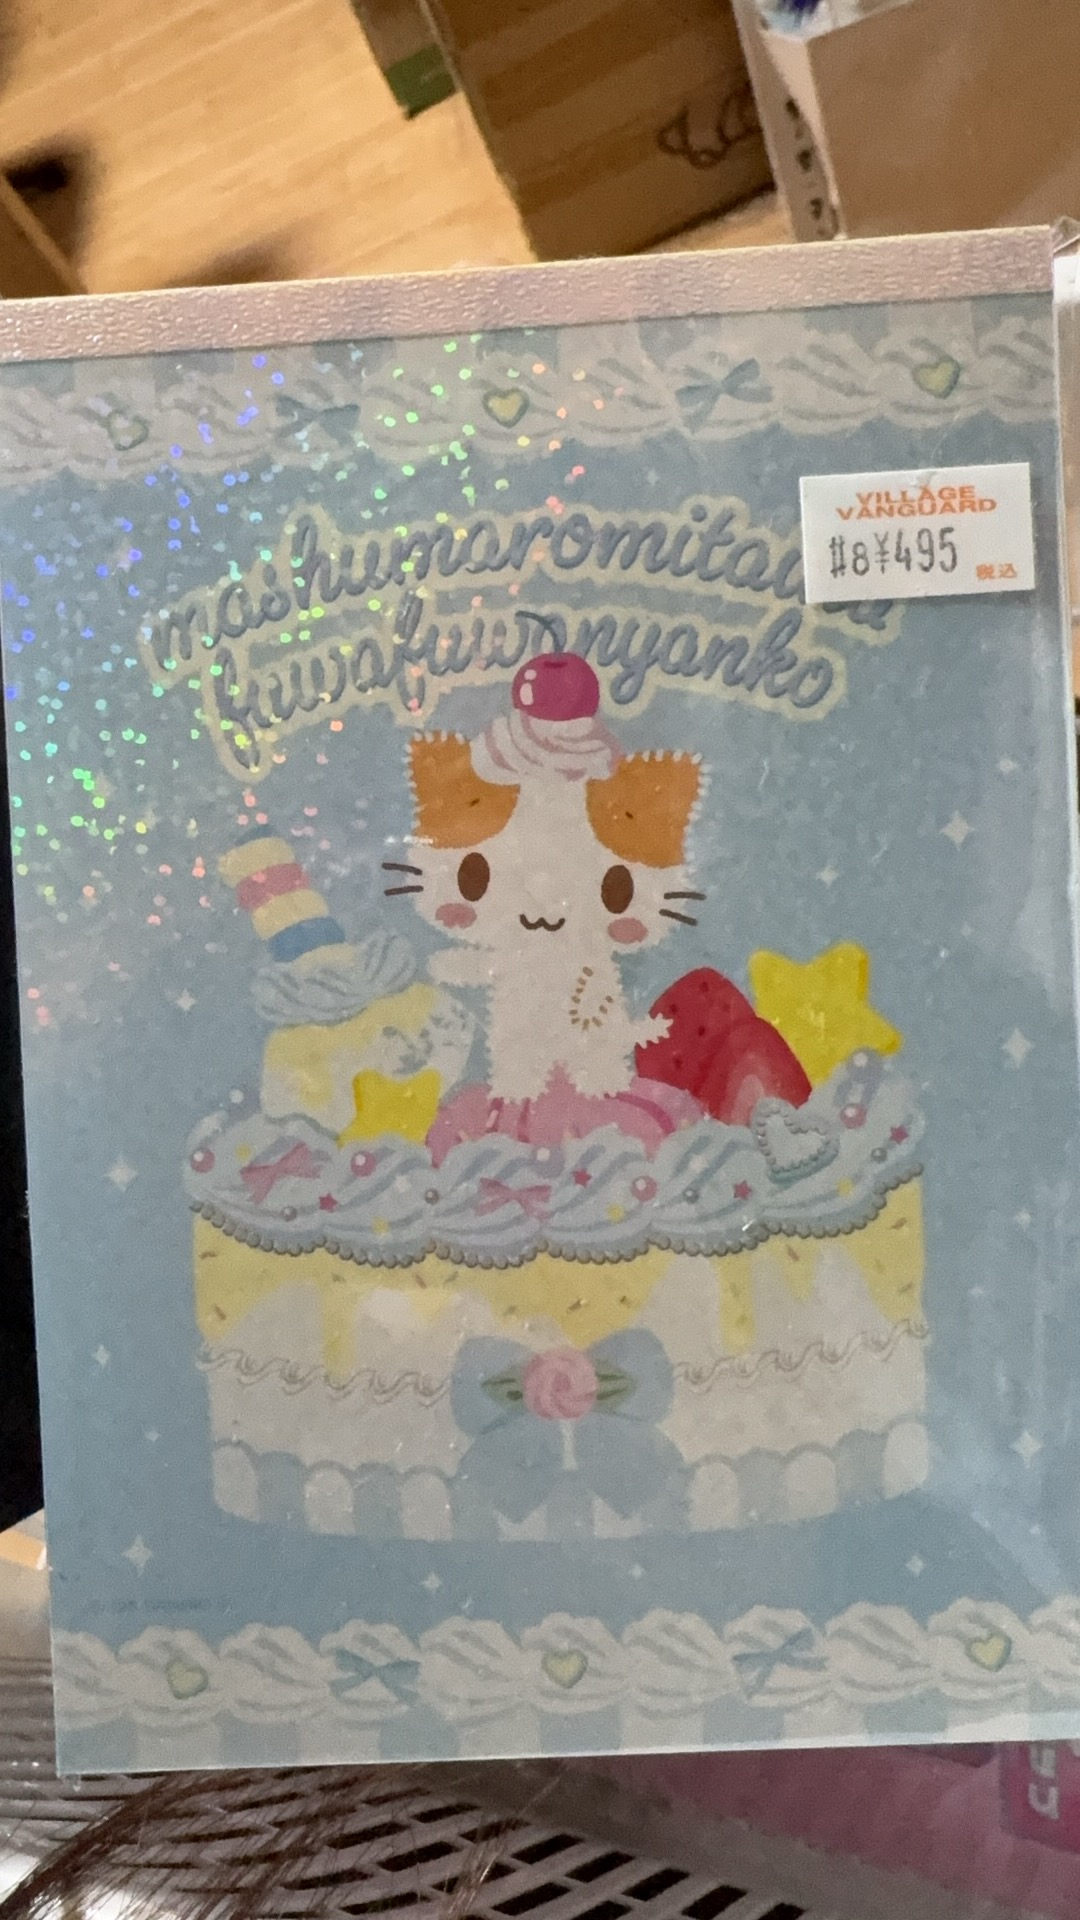 VILLAGE
VANGUARD
#8¥495
税込
mashumaromitaina
fuwafuwanyanko